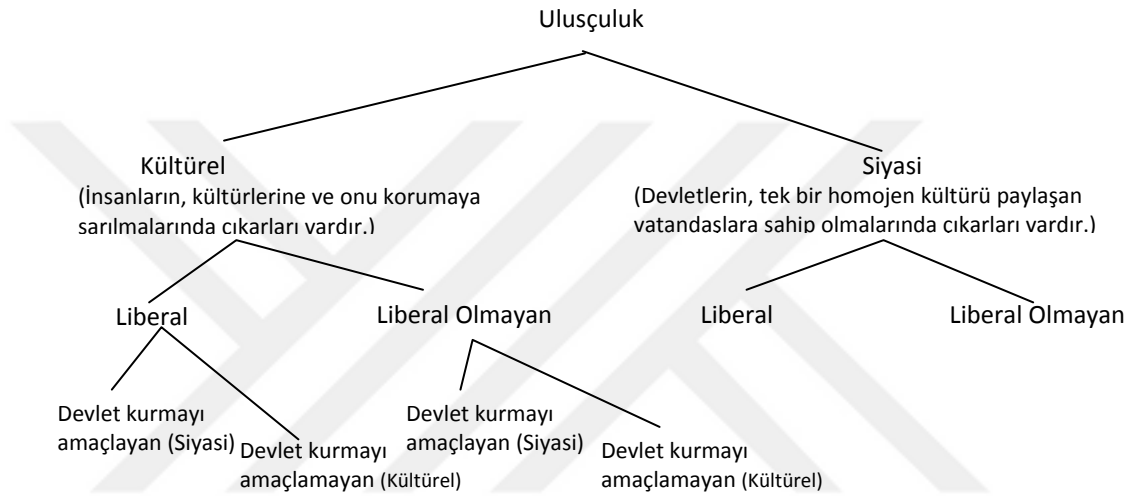 Ulusçuluk
Kültürel
(İnsanların, kültürlerine ve onu korumaya
sarılmalarında çıkarları vardır.)
Siyasi
(Devletlerin, tek bir homojen kültürü paylaşan
vatandaşlara sahip olmalarında çıkarları vardır.)
Liberal
Liberal Olmayan
Liberal
Liberal Olmayan
Devlet kurmayı
amaçlayan (Siyasi)
Devlet kurmayı
amaçlamayan (Kültürel)
Devlet kurmayı
amaçlayan (Siyasi)
Devlet kurmayı
amaçlamayan (Kültürel)